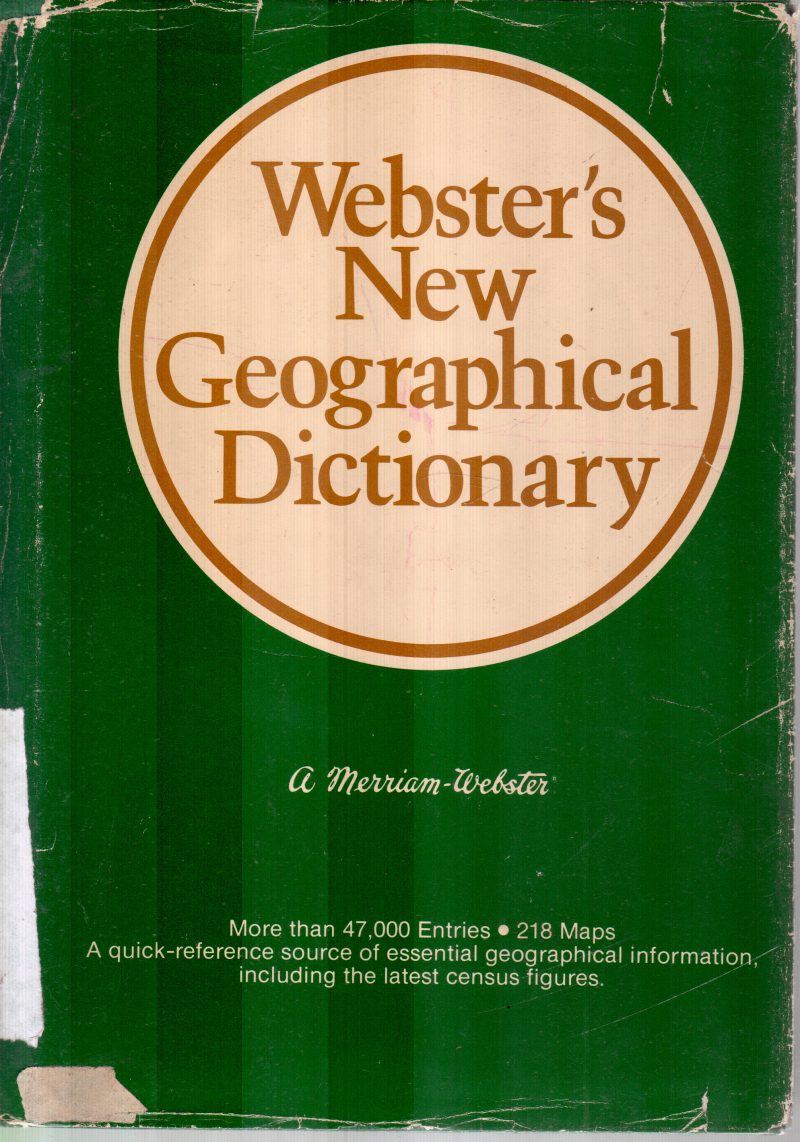 Webster's
New
Geographical
Dictionary
A Merriam-Webster
More than 47,000 Entries • 218 Maps
A quick-reference source of essential geographical information,
including the latest census figures.